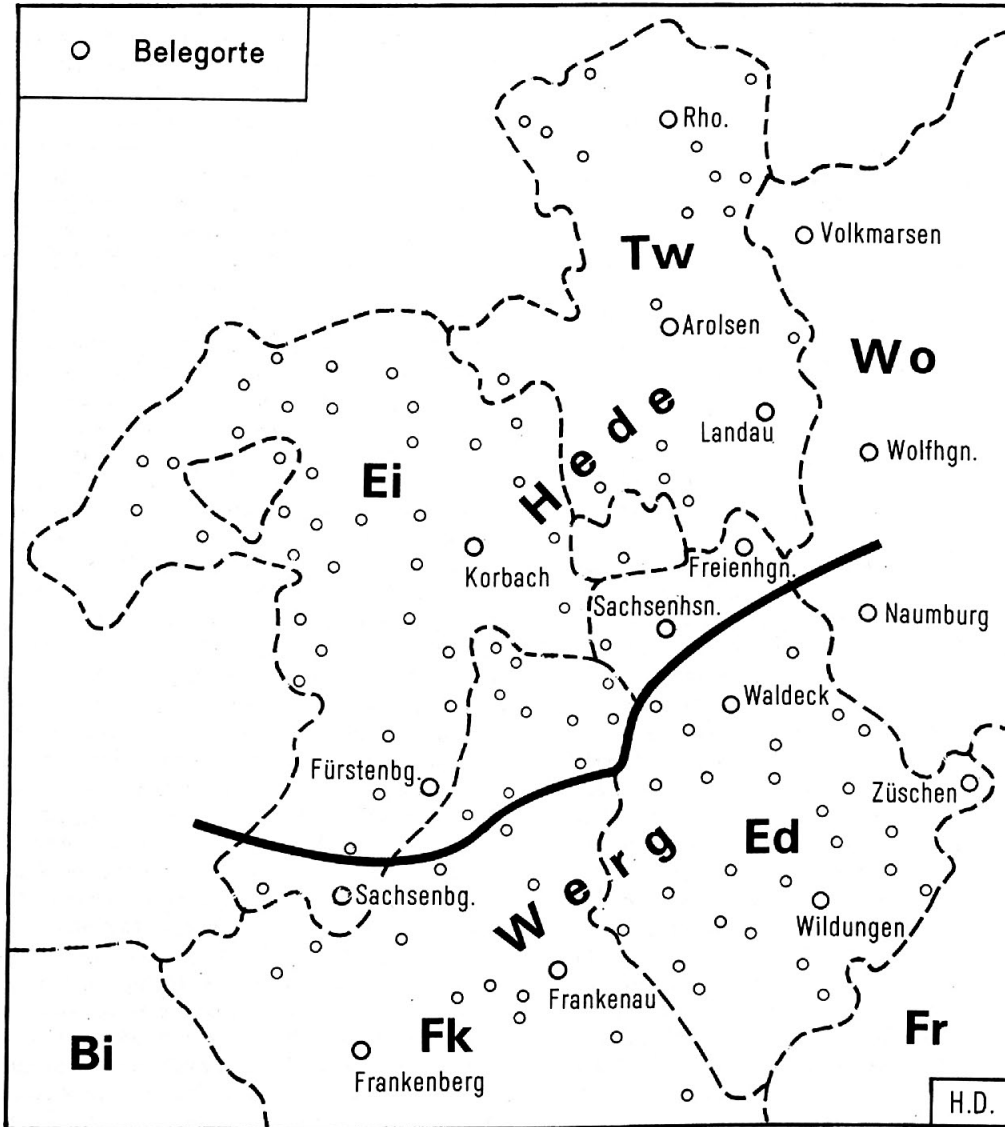 Belegorte
Rho.
Volkmarsen
Tw
Arolsen
Wo
Hede
Landau
Wolfhgn.
Ei
Korbach
Freienhgn.
Sachsenhsn.
Naumburg
Waldeck
Fürstenbg.
Züschen
Ed
Werg
Sachsenbg.
Wildungen
Frankenau
Bi
Fk
Fr
Frankenberg
H.D.